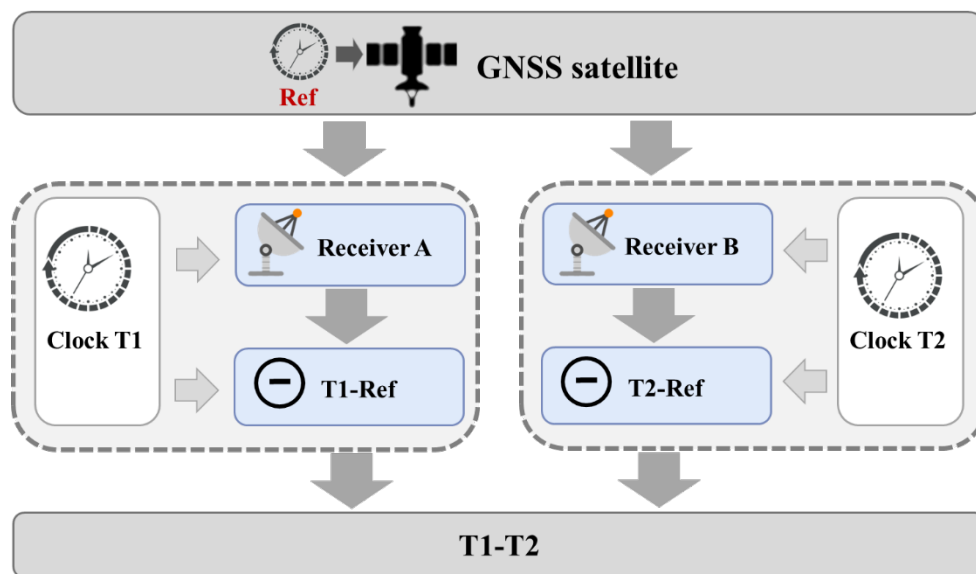 GNSS satellite
Ref
Clock T1
Receiver A
T1-Ref
Receiver B
T2-Ref
Clock T2
T1-T2